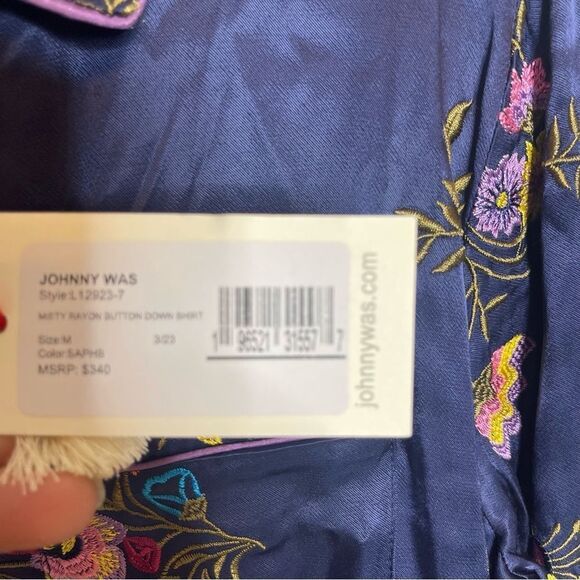 JOHNNY WAS
Style:L12923-7
MISTY RAYON BUTTON DOWN SHIRT
Size:M 3/23
Color:SAPHB
MSRP: $340
1 96521 31557 7
johnnywas.com